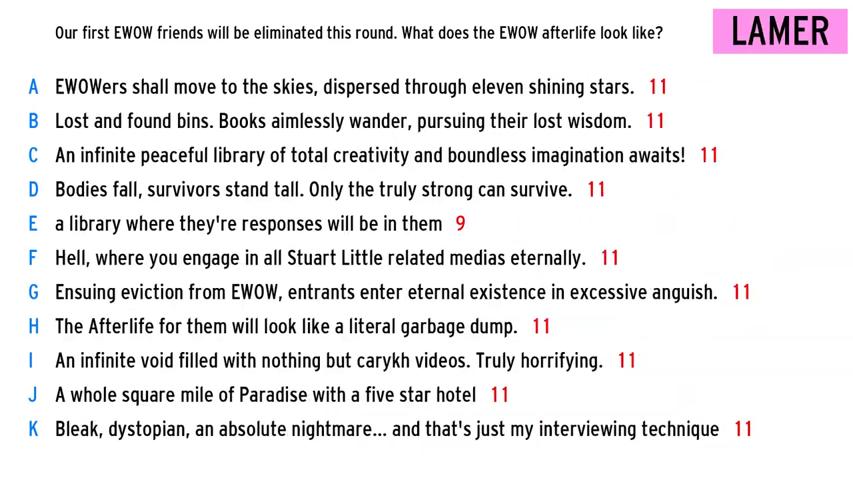 Our first EWOW friends will be eliminated this round. What does the EWOW afterlife look like?
LAMER
A EWOWers shall move to the skies, dispersed through eleven shining stars. 11
B Lost and found bins. Books aimlessly wander, pursuing their lost wisdom. 11
C An infinite peaceful library of total creativity and boundless imagination awaits! 11
D Bodies fall, survivors stand tall. Only the truly strong can survive. 11
E a library where they're responses will be in them 9
F Hell, where you engage in all Stuart Little related medias eternally. 11
G Ensuing eviction from EWOW, entrants enter eternal existence in excessive anguish. 11
H The Afterlife for them will look like a literal garbage dump. 11
I An infinite void filled with nothing but carykh videos. Truly horrifying. 11
J A whole square mile of Paradise with a five star hotel 11
K Bleak, dystopian, an absolute nightmare... and that's just my interviewing technique 11